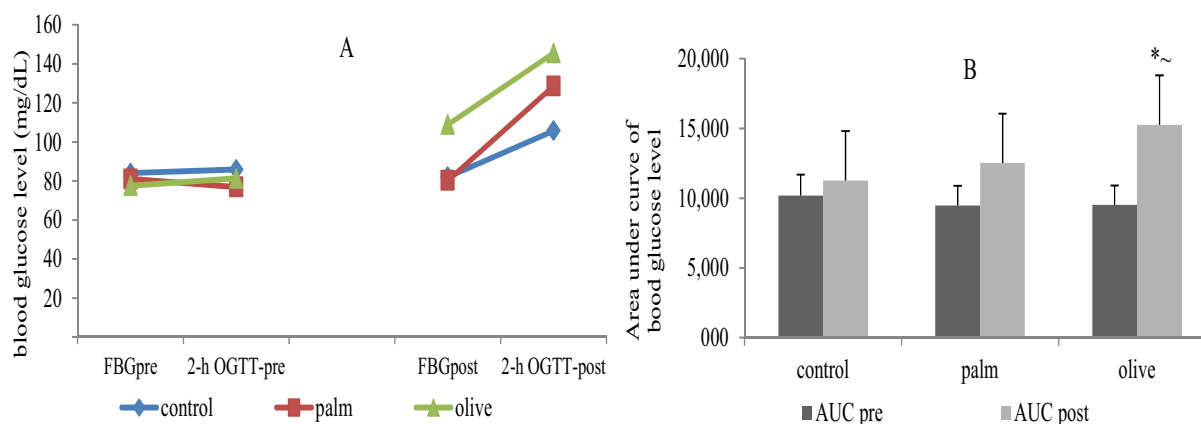 160
140
120
100
80
60
40
20
blood glucose level (mg/dL)
A
FBGpre
2-h OGTT-pre
FBGpost
2-h OGTT-post
control
palm
olive
B
*~
20,000
15,000
10,000
5,000
000
Area under curve of
bood glucose level
control
palm
olive
AUC pre
AUC post